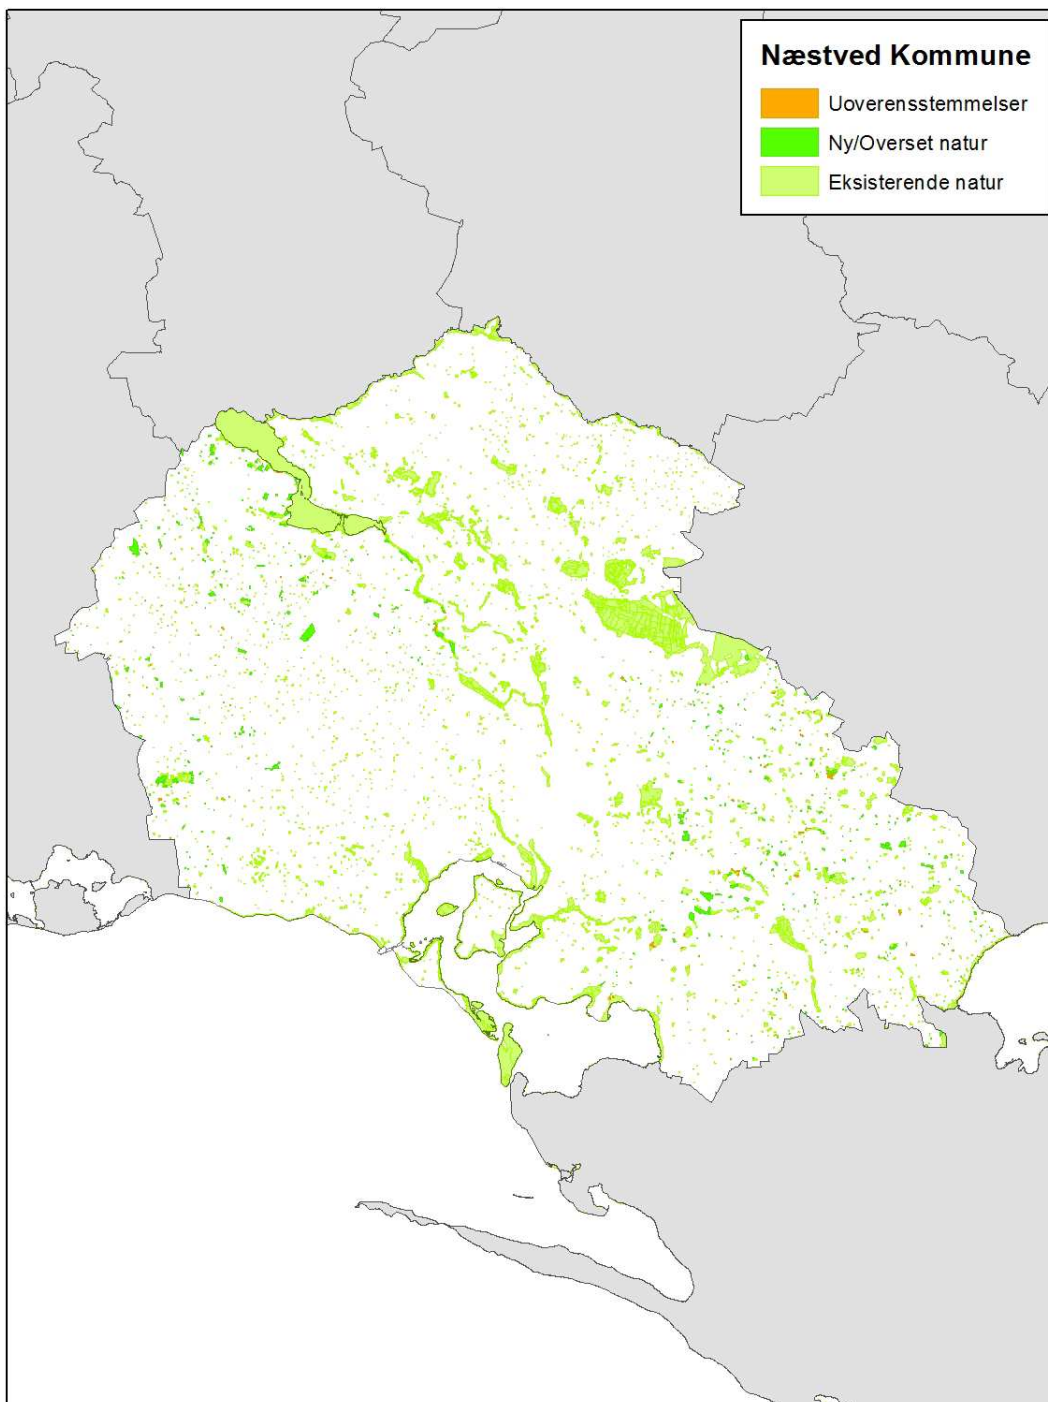 Næstved Kommune
Uoverensstemmelser
Ny/Overset natur
Eksisterende natur